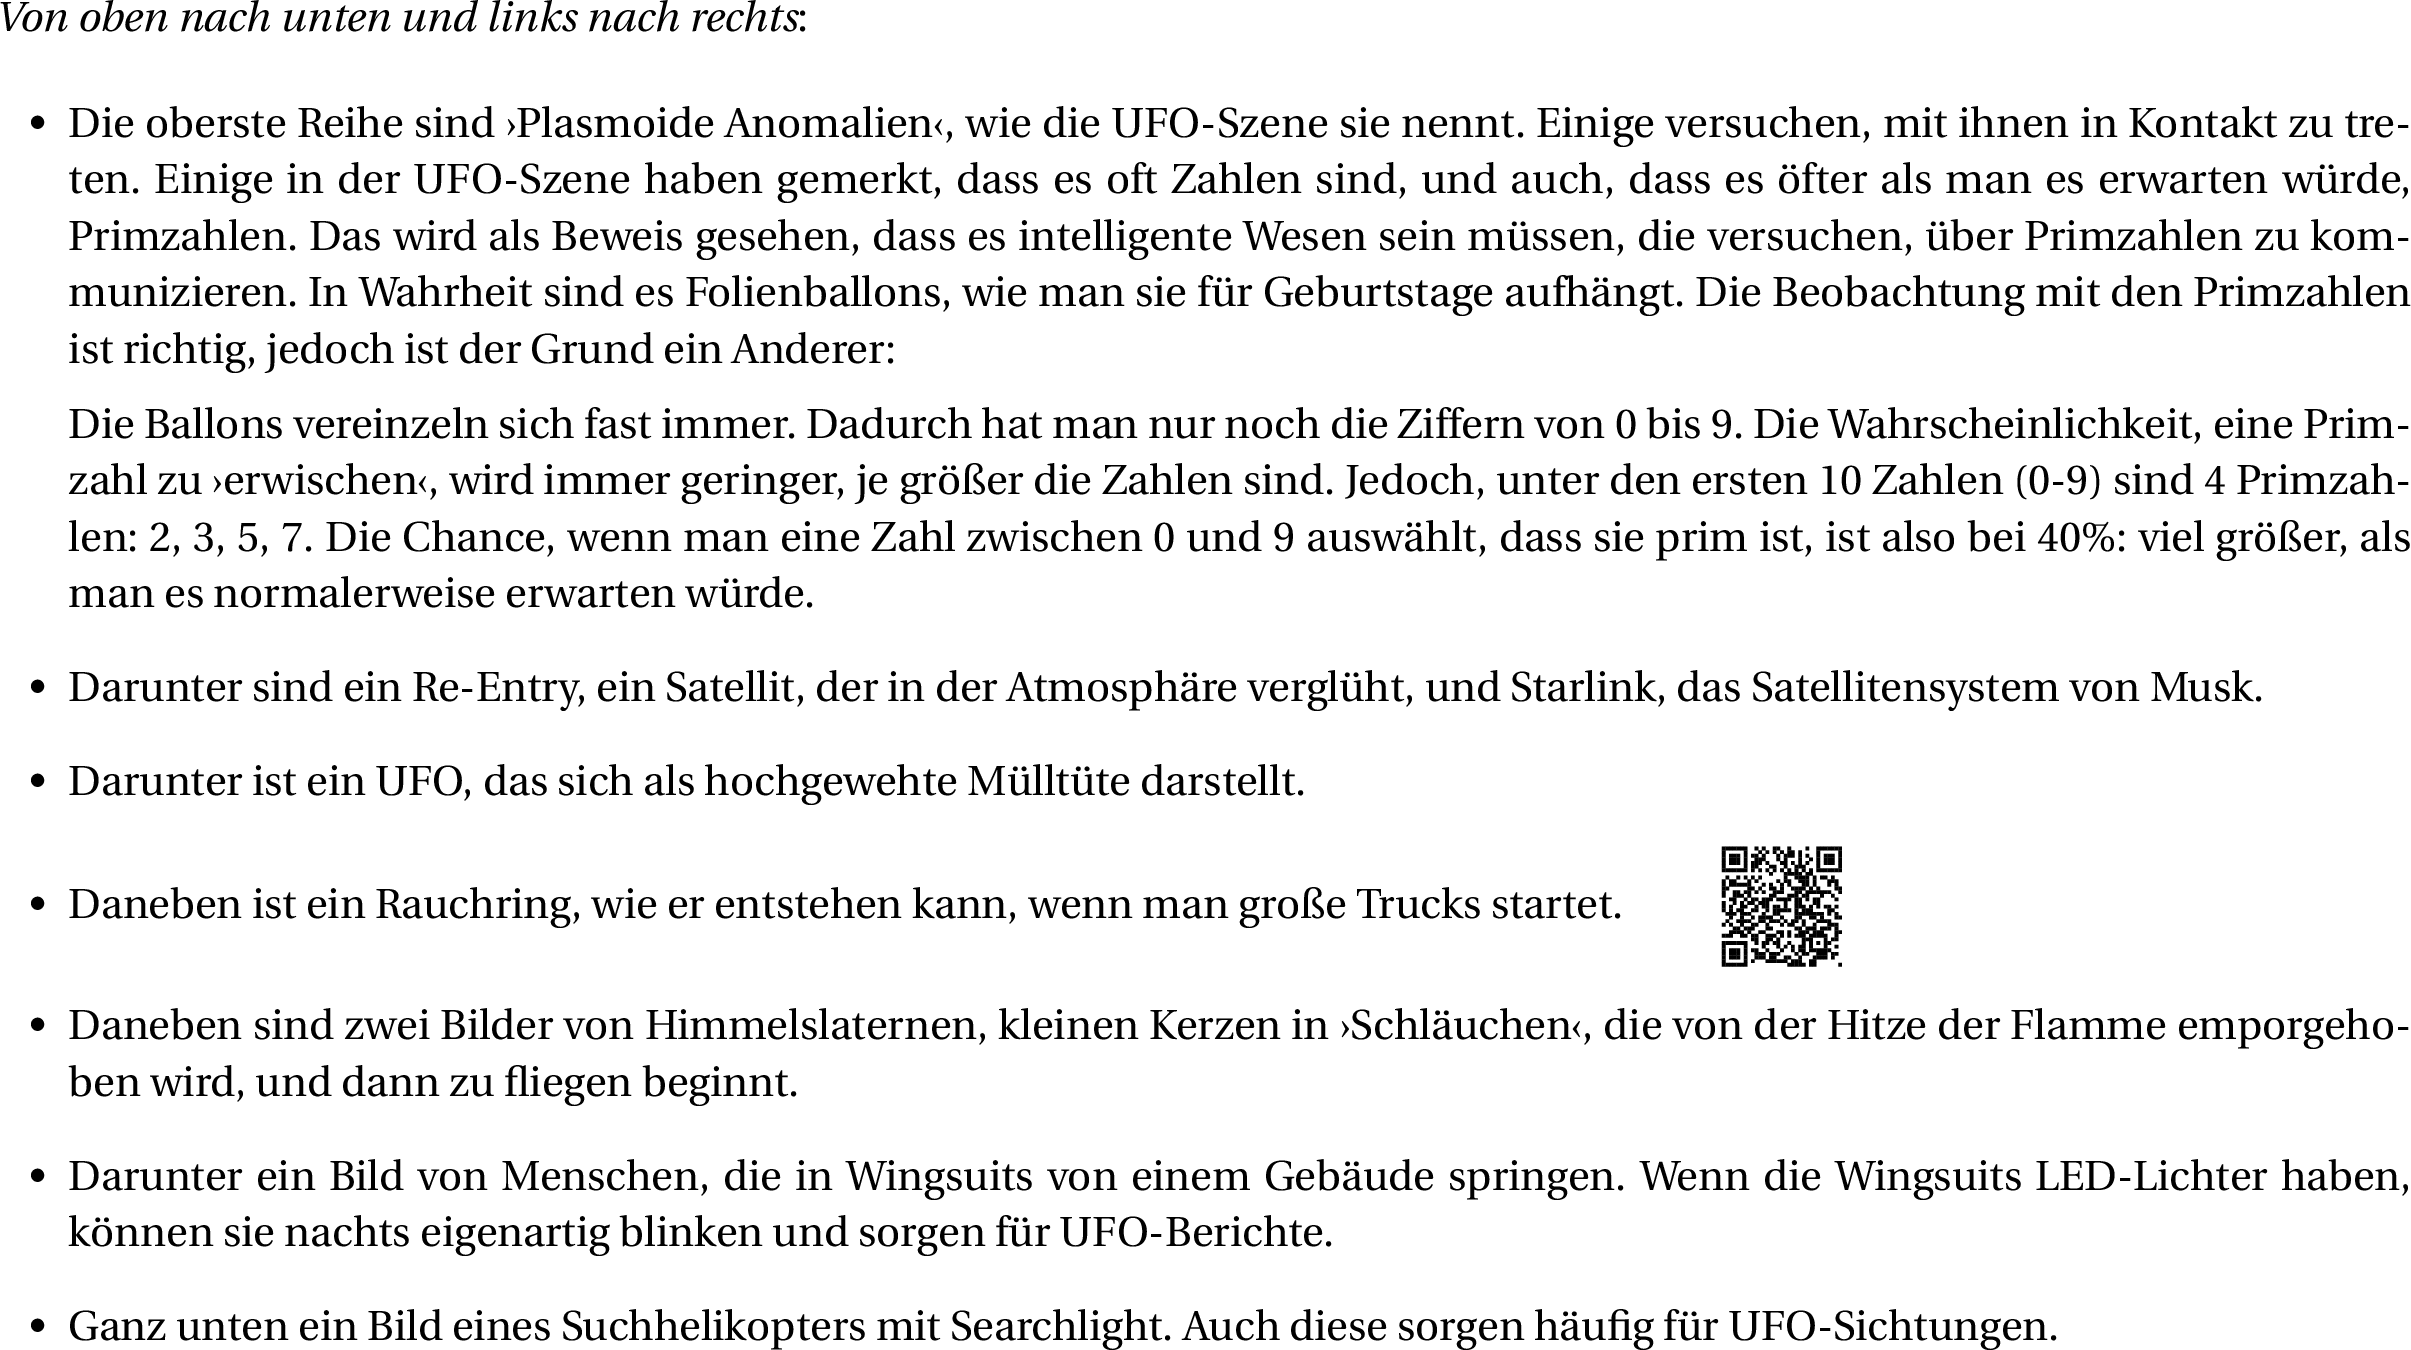 Von oben nach unten und links nach rechts:
• Die oberste Reihe sind ›Plasmoide Anomalien‹, wie die UFO-Szene sie nennt. Einige versuchen, mit ihnen in Kontakt zu tre-
ten. Einige in der UFO-Szene haben gemerkt, dass es oft Zahlen sind, und auch, dass es öfter als man es erwarten würde,
Primzahlen. Das wird als Beweis gesehen, dass es intelligente Wesen sein müssen, die versuchen, über Primzahlen zu kom-
munizieren. In Wahrheit sind es Folienballons, wie man sie für Geburtstage aufhängt. Die Beobachtung mit den Primzahlen
ist richtig, jedoch ist der Grund ein Anderer:
Die Ballons vereinzeln sich fast immer. Dadurch hat man nur noch die Ziffern von 0 bis 9. Die Wahrscheinlichkeit, eine Prim-
zahl zu ›erwischen‹, wird immer geringer, je größer die Zahlen sind. Jedoch, unter den ersten 10 Zahlen (0-9) sind 4 Primzah-
len: 2, 3, 5, 7. Die Chance, wenn man eine Zahl zwischen 0 und 9 auswählt, dass sie prim ist, ist also bei 40%: viel größer, als
man es normalerweise erwarten würde.
• Darunter sind ein Re-Entry, ein Satellit, der in der Atmosphäre verglüht, und Starlink, das Satellitensystem von Musk.
• Darunter ist ein UFO, das sich als hochgewehte Mülltüte darstellt.
• Daneben ist ein Rauchring, wie er entstehen kann, wenn man große Trucks startet.
• Daneben sind zwei Bilder von Himmelslaternen, kleinen Kerzen in ›Schläuchen‹, die von der Hitze der Flamme emporgeho-
ben wird, und dann zu fliegen beginnt.
• Darunter ein Bild von Menschen, die in Wingsuits von einem Gebäude springen. Wenn die Wingsuits LED-Lichter haben,
können sie nachts eigenartig blinken und sorgen für UFO-Berichte.
• Ganz unten ein Bild eines Suchhelikopters mit Searchlight. Auch diese sorgen häufig für UFO-Sichtungen.